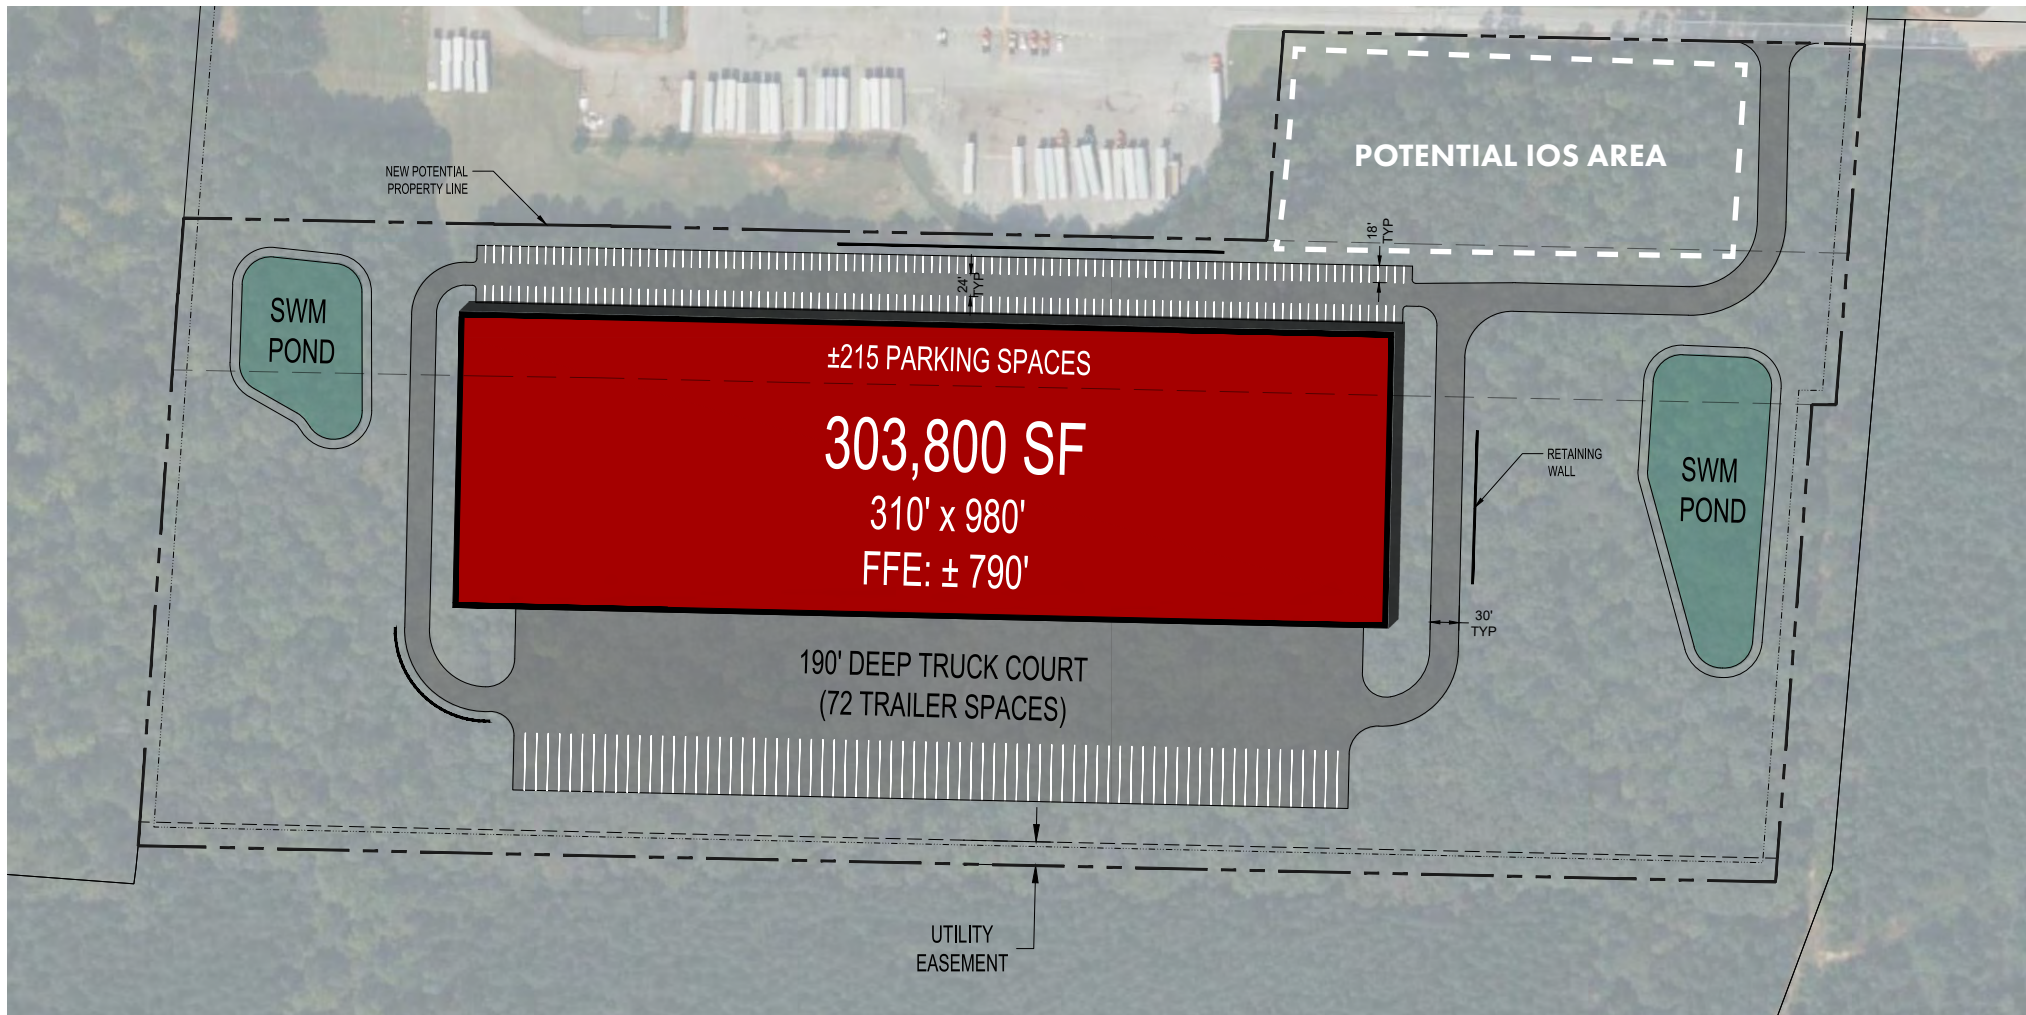 POTENTIAL IOS AREA
NEW POTENTIAL
PROPERTY LINE
18'
TYP
24'
TYP
SWM
POND
±215 PARKING SPACES
303,800 SF
310' x 980'
FFE: ± 790'
RETAINING
WALL
SWM
POND
30'
TYP
190' DEEP TRUCK COURT
(72 TRAILER SPACES)
UTILITY
EASEMENT